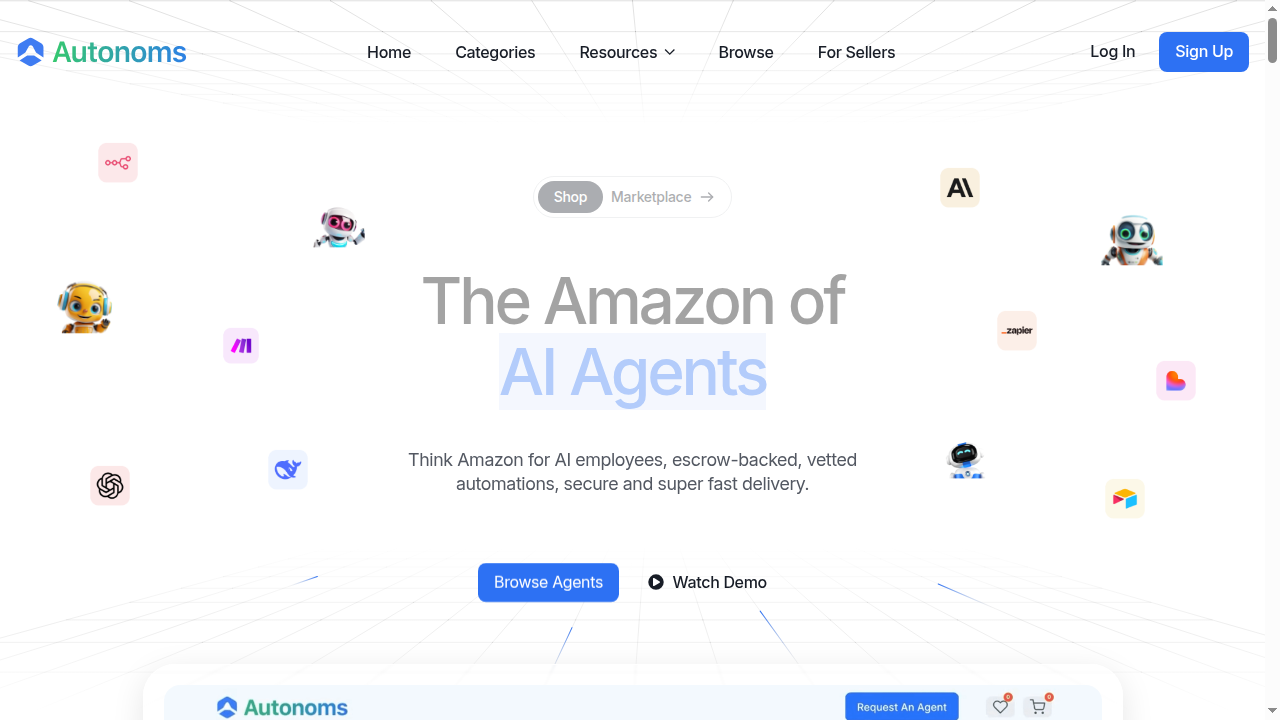 Autonoms
Home
Categories
Resources
Browse
For Sellers
Log In
Sign Up
Shop
Marketplace
The Amazon of
AI Agents
zapier
Think Amazon for AI employees, escrow-backed, vetted
automations, secure and super fast delivery.
Browse Agents
Watch Demo
Autonoms
Request An Agent
0
0